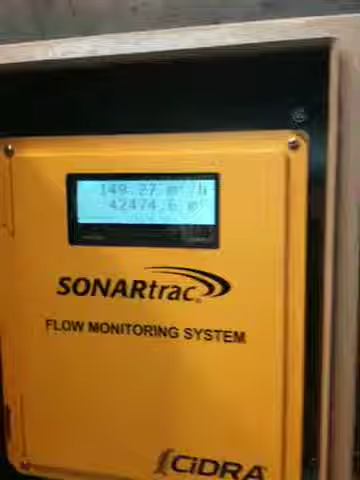 149.27 m³/h
42474.6 m³
SONARtrac®
FLOW MONITORING SYSTEM
CiDRA